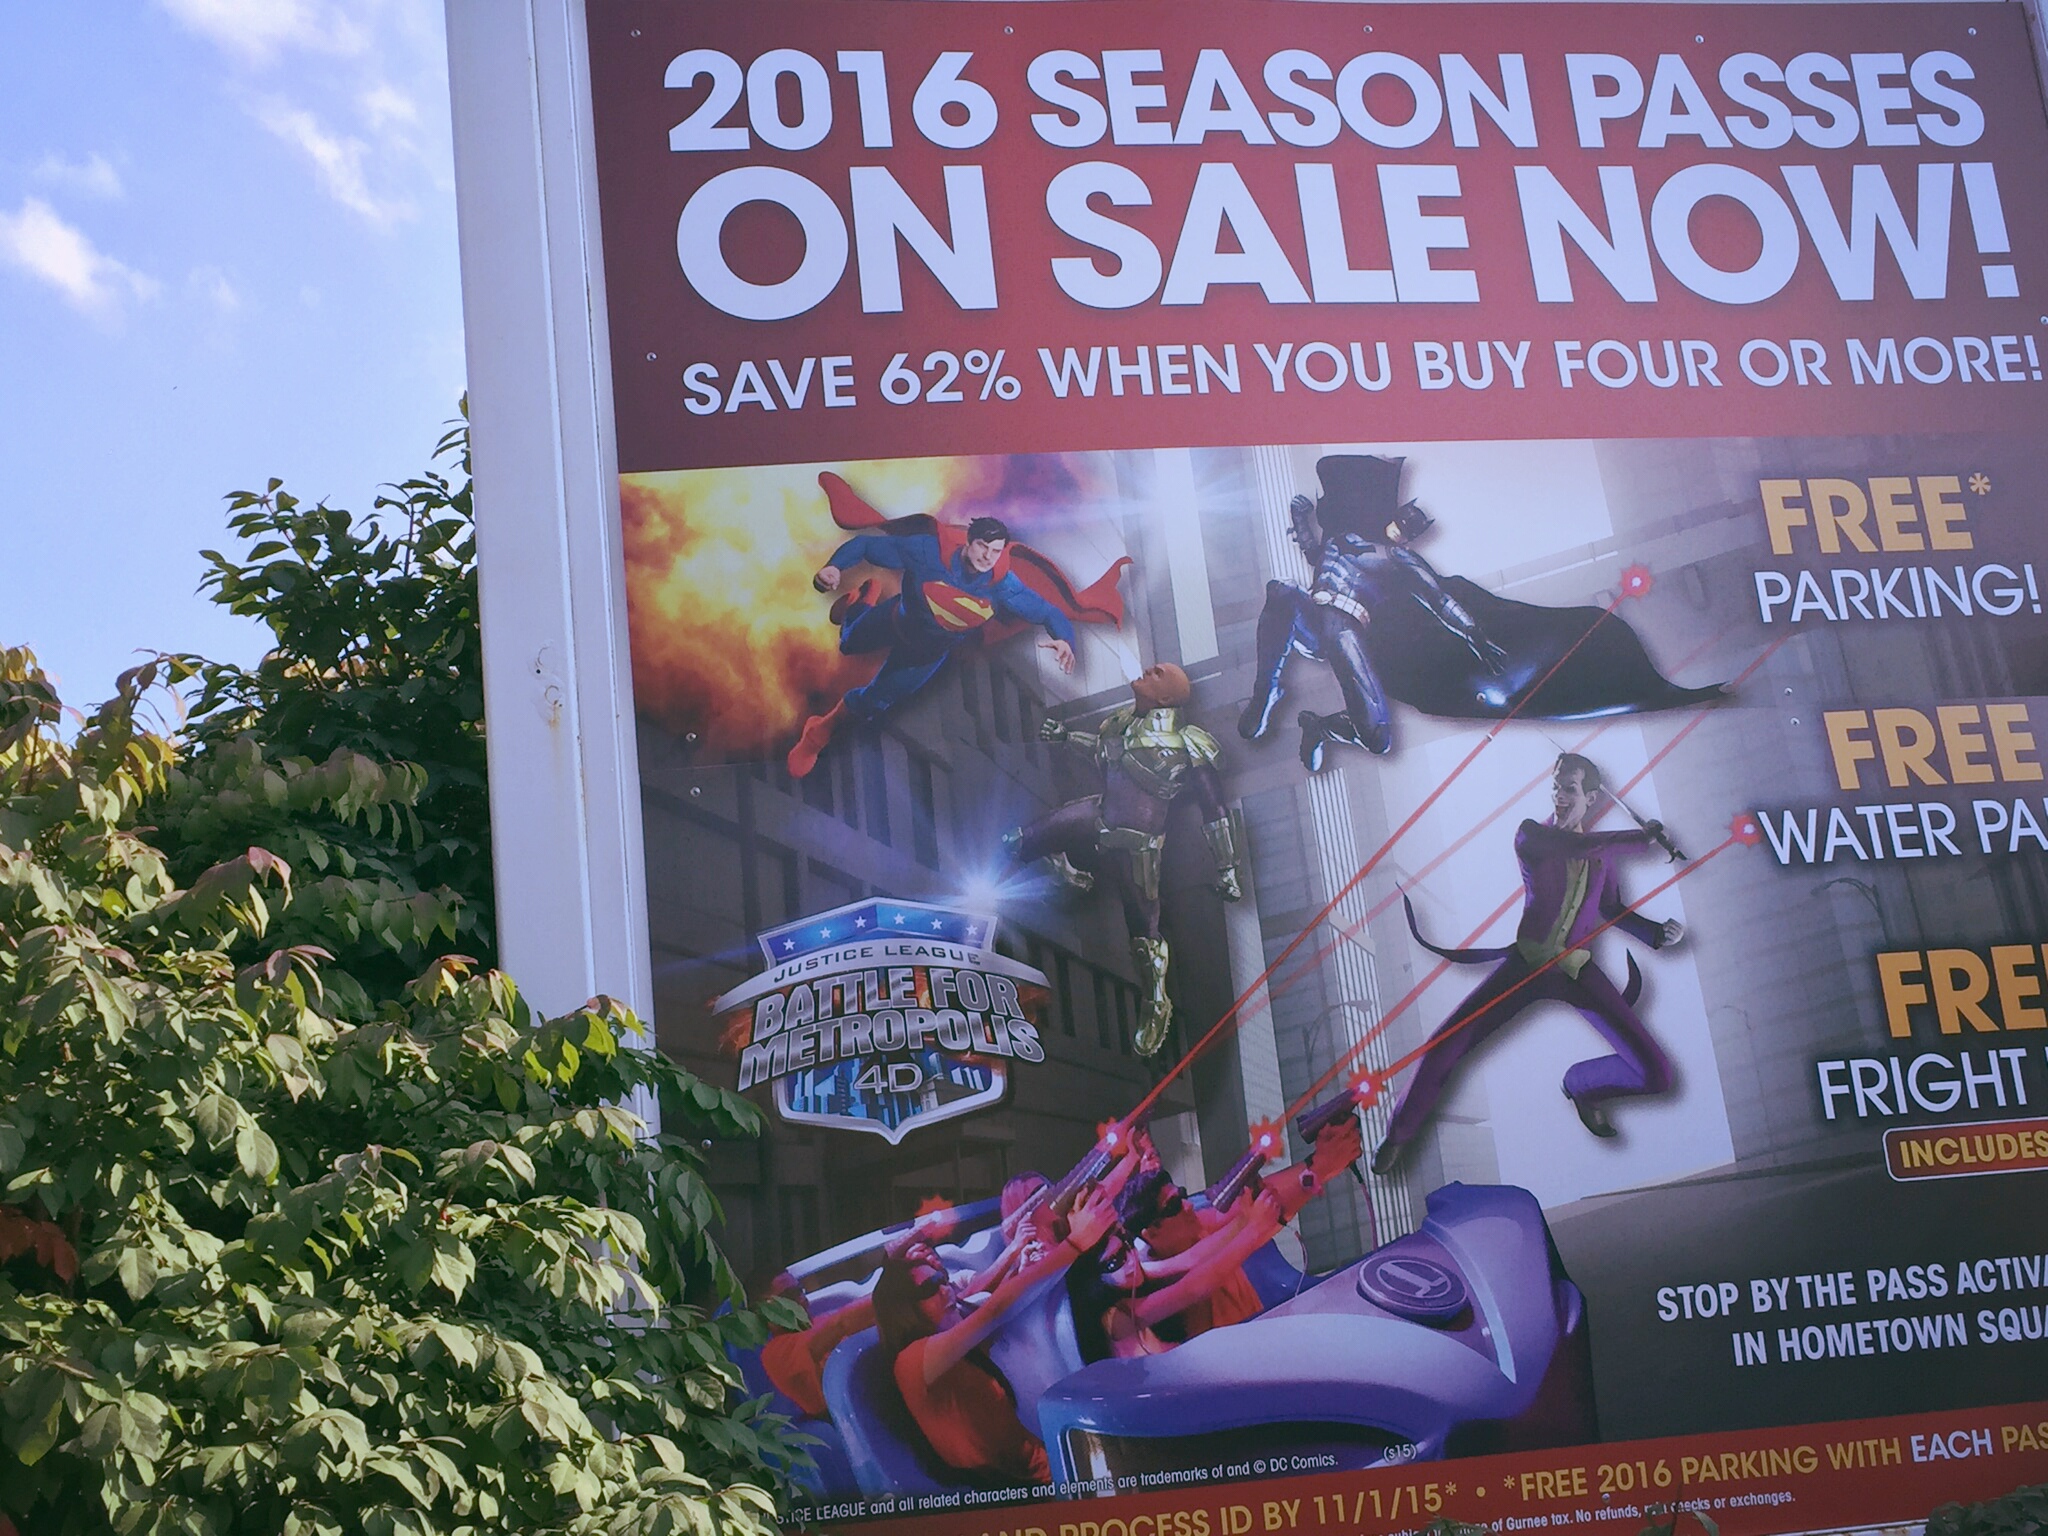 2016 SEASON PASSES
ON SALE NOW!
SAVE 62% WHEN YOU BUY FOUR OR MORE!
FREE*
PARKING!
FREE
WATER PA
FRE
FRIGHT
INCLUDES
JUSTICE LEAGUE
BATTLE FOR
METROPOLIS
4D
STOP BY THE PASS ACTIVA
IN HOMETOWN SQUA
(s15)
STICE LEAGUE and all related characters and elements are trademarks of and © DC Comics.
AND PROCESS ID BY 11/1/15* • *FREE 2016 PARKING WITH EACH PAS
of Gurnee tax. No refunds, checks or exchanges.